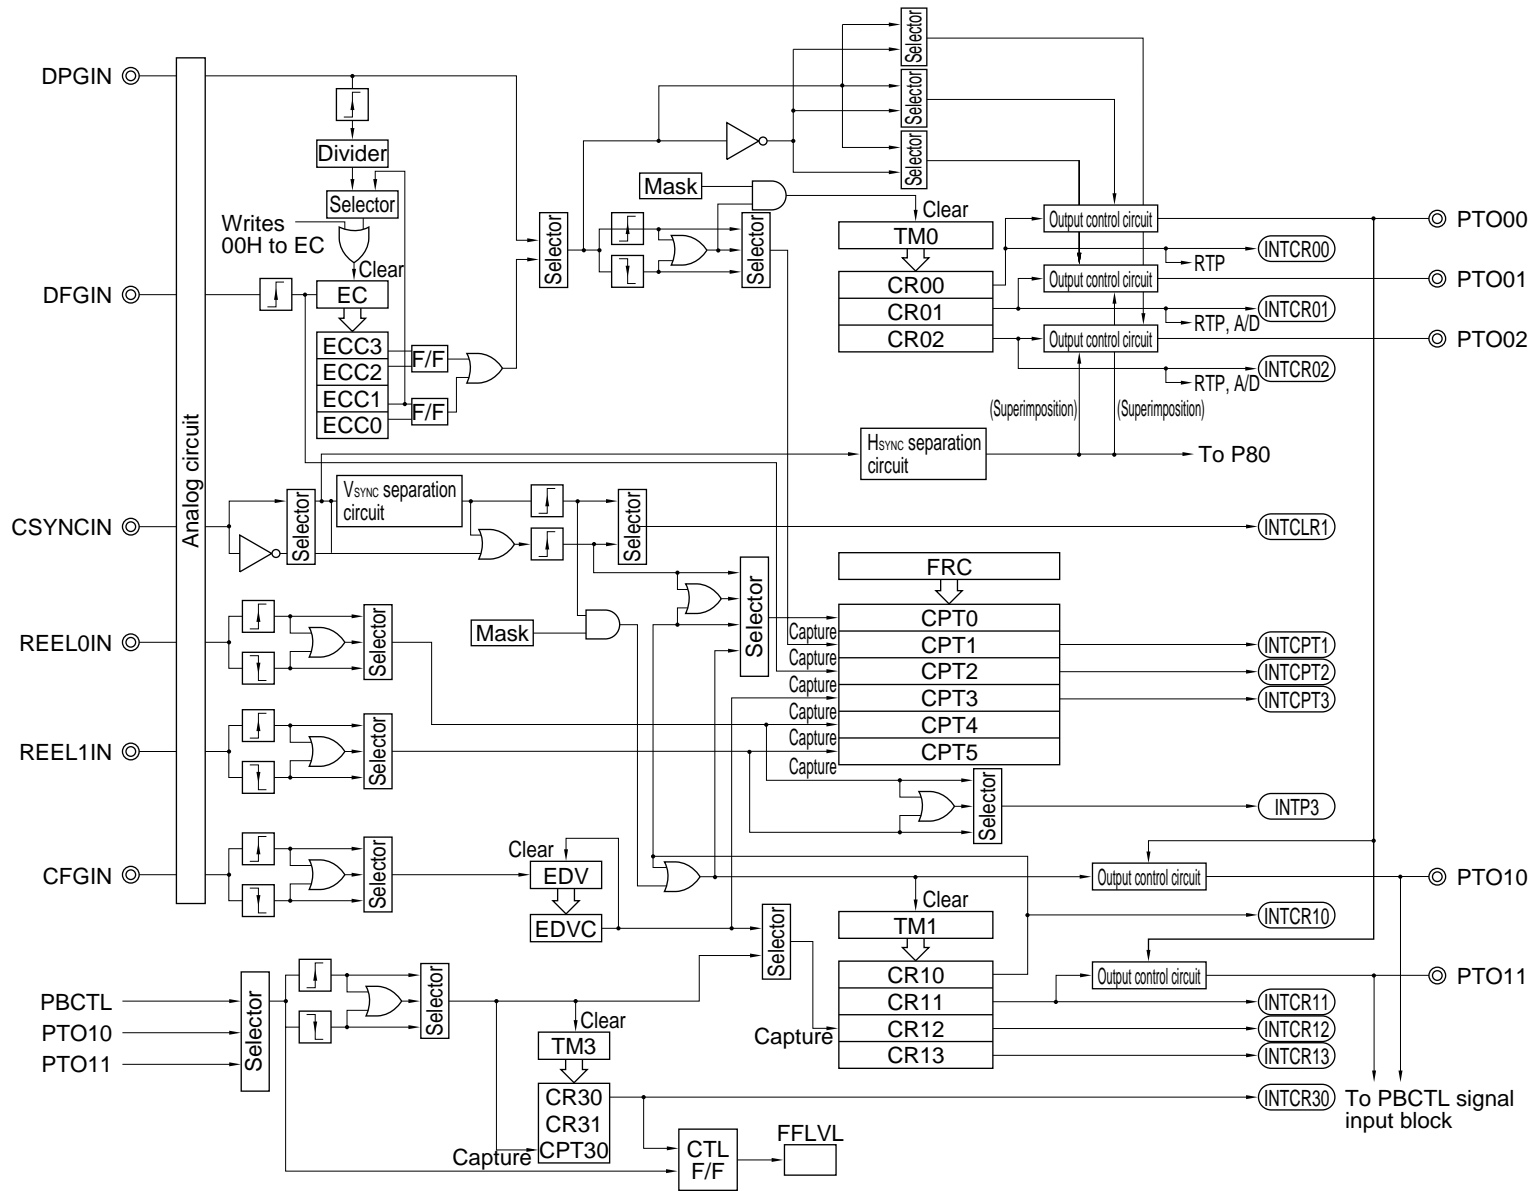 Selector
DPGIN
Selector
Divider
Selector
Mask
Selector
Selector
Writes
00H to EC
Clear
Output control circuit
PTO00
TM0
INTCR00
RTP
Clear
Selector
Selector
DFGIN
EC
CR00
Output control circuit
PTO01
CR01
INTCR01
RTP, A/D
ECC3
F/F
CR02
Output control circuit
PTO02
ECC2
INTCR02
RTP, A/D
ECC1
F/F
ECC0
(Superimposition)
(Superimposition)
Analog circuit
HSYNC separation
circuit
To P80
VSYNC separation
circuit
CSYNCIN
Selector
Selector
INTCLR1
FRC
Selector
CPT0
REEL0IN
Selector
Mask
Capture
CPT1
INTCPT1
Capture
CPT2
INTCPT2
Capture
CPT3
INTCPT3
Capture
CPT4
REEL1IN
Selector
Capture
CPT5
Capture
Selector
INTP3
CFGIN
Selector
Clear
EDV
Output control circuit
PTO10
Clear
EDVC
TM1
INTCR10
Selector
CR10
Output control circuit
PTO11
PBCTL
Selector
Selector
CR11
INTCR11
PTO10
Clear
Capture
CR12
INTCR12
TM3
CR13
INTCR13
PTO11
CR30
INTCR30
To PBCTL signal
input block
CR31
Capture
CPT30
CTL
F/F
FFLVL